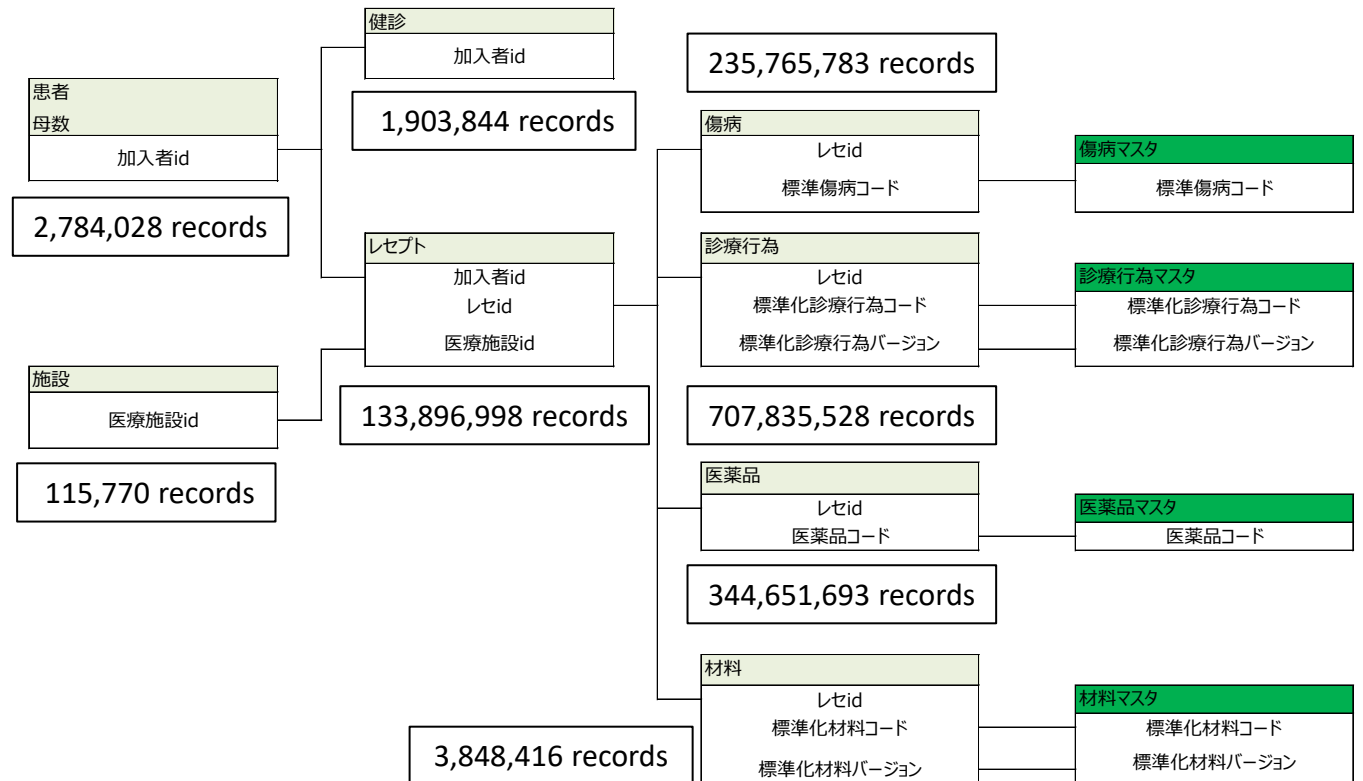 健診
加入者id
1,903,844 records
患者
母数
加入者id
2,784,028 records
レセプト
加入者id
レセid
医療施設id
133,896,998 records
施設
医療施設id
115,770 records
235,765,783 records
傷病
レセid
標準傷病コード
傷病マスタ
標準傷病コード
診療行為
レセid
標準化診療行為コード
標準化診療行為バージョン
診療行為マスタ
標準化診療行為コード
標準化診療行為バージョン
707,835,528 records
医薬品
レセid
医薬品コード
医薬品マスタ
医薬品コード
344,651,693 records
材料
レセid
標準化材料コード
標準化材料バージョン
材料マスタ
標準化材料コード
標準化材料バージョン
3,848,416 records